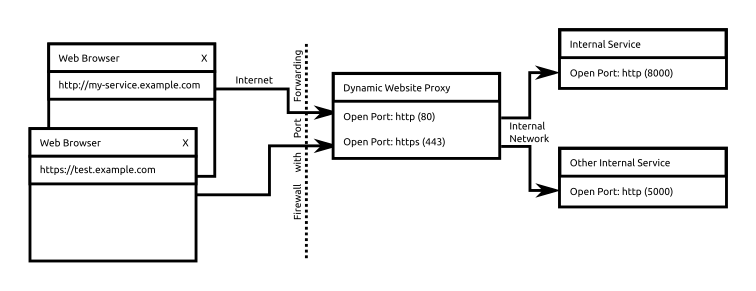 Web Browser X
http://my-service.example.com
Web Browser X
https://test.example.com
Internet
Firewall with Port Forwarding
Dynamic Website Proxy
Open Port: http (80)
Open Port: https (443)
Internal
Network
Internal Service
Open Port: http (8000)
Other Internal Service
Open Port: http (5000)